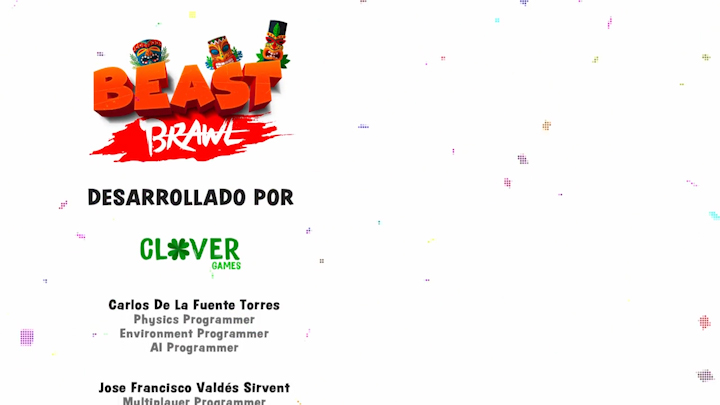 BEAST
BRAWL
DESARROLLADO POR
CLOVER
GAMES
Carlos De La Fuente Torres
Physics Programmer
Environment Programmer
AI Programmer
Jose Francisco Valdés Sirvent
Multiplayer Programmer